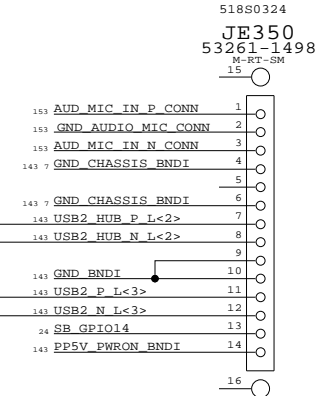 518S0324
JE350
53261-1498
M-RT-SM
15
153 AUD_MIC_IN_P_CONN 1
153 GND_AUDIO_MIC_CONN 2
153 AUD_MIC_IN_N_CONN 3
143 7 GND_CHASSIS_BNDI 4
5
143 7 GND_CHASSIS_BNDI 6
143 USB2_HUB_P_L<2> 7
143 USB2_HUB_N_L<2> 8
9
143 GND_BNDI 10
143 USB2_P_L<3> 11
143 USB2_N_L<3> 12
24 SB_GPIO14 13
143 PP5V_PWRON_BNDI 14
16